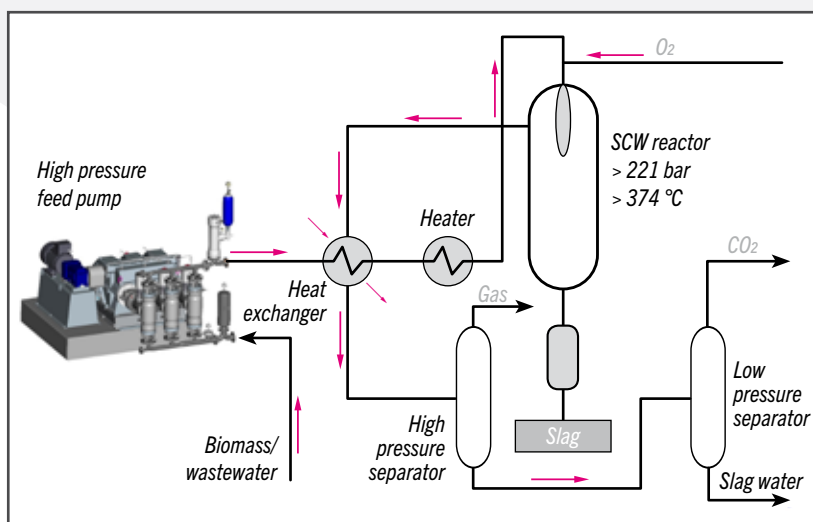 O₂
SCW reactor
> 221 bar
> 374 °C
High pressure
feed pump
Heater
CO₂
Heat
exchanger
Gas
Low
pressure
separator
High
pressure
separator
Slag
Biomass/
wastewater
Slag water